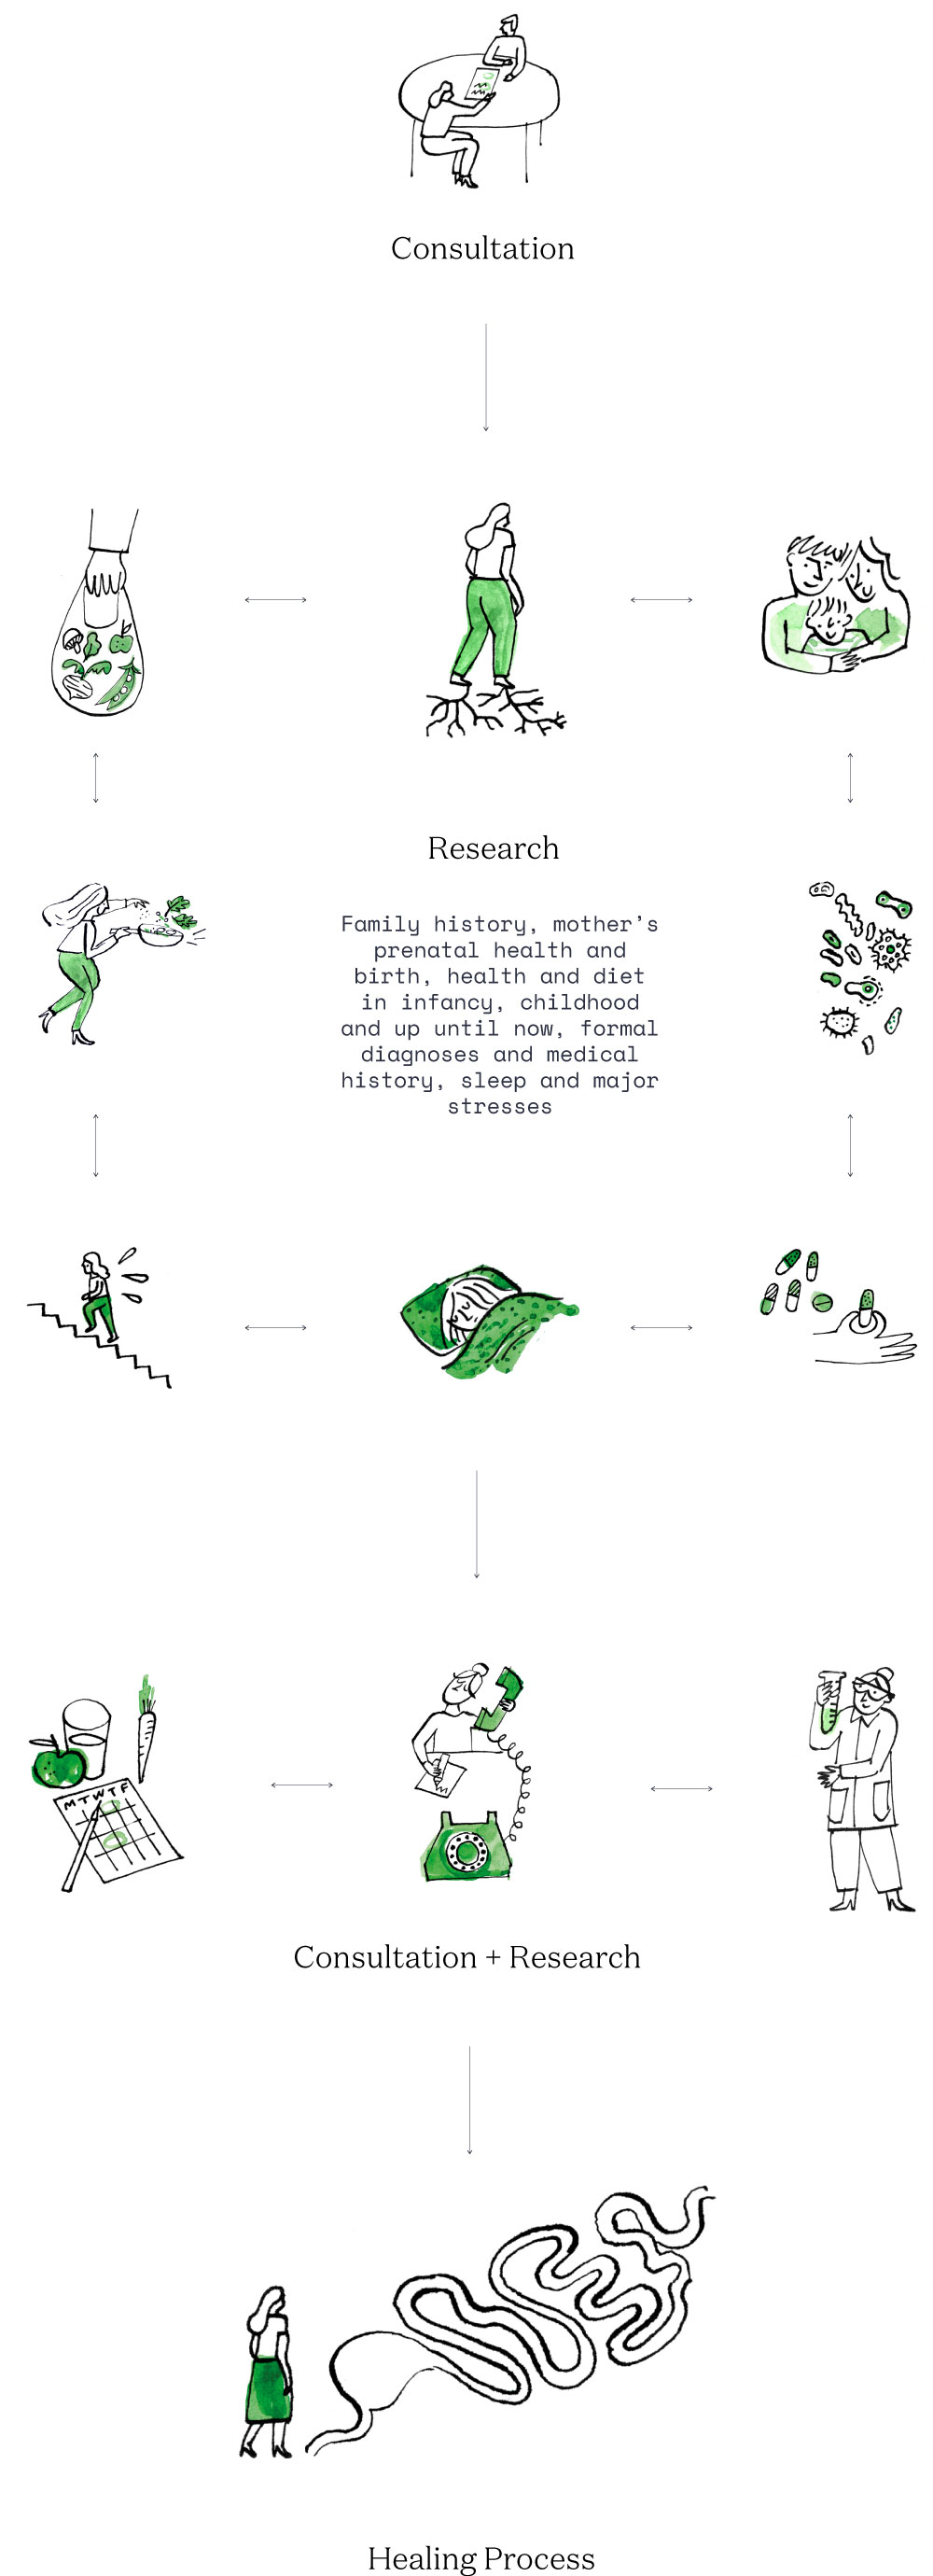 Consultation
Research
Family history, mother’s
prenatal health and
birth, health and diet
in infancy, childhood
and up until now, formal
diagnoses and medical
history, sleep and major
stresses
M T W T F
Consultation + Research
Healing Process